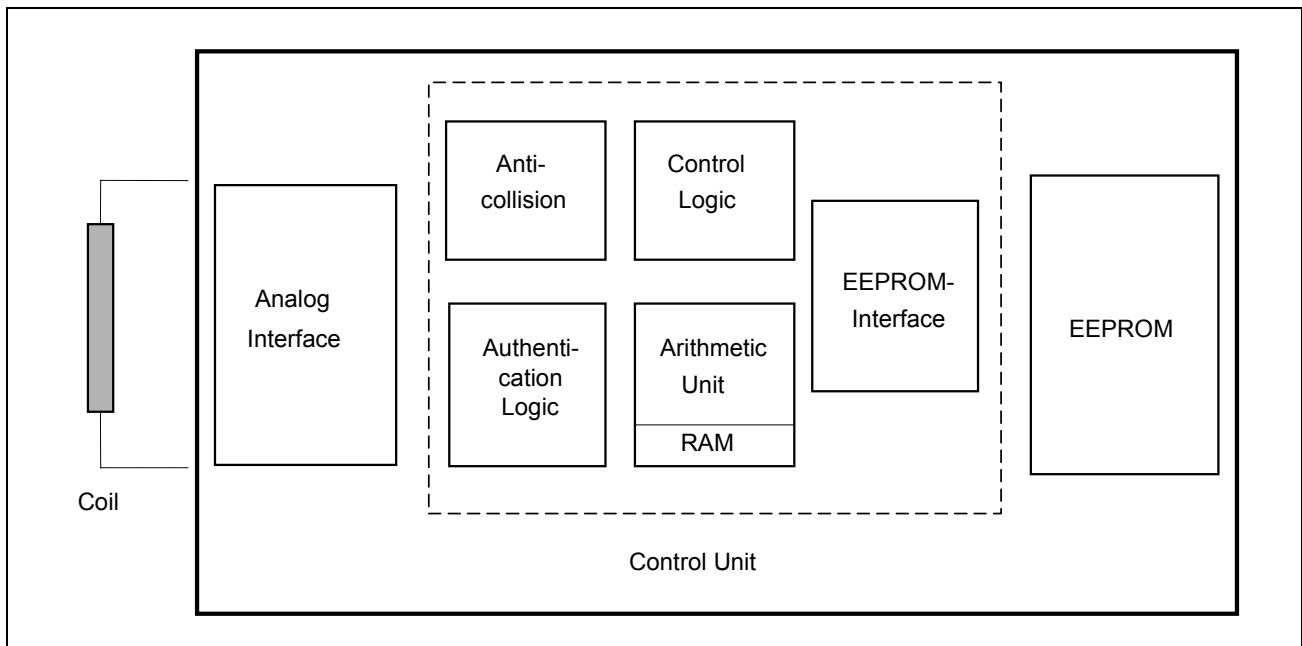 Anti-
collision
Control
Logic
Analog
Interface
Authenti-
cation
Logic
Arithmetic
Unit
RAM
EEPROM-
Interface
EEPROM
Coil
Control Unit